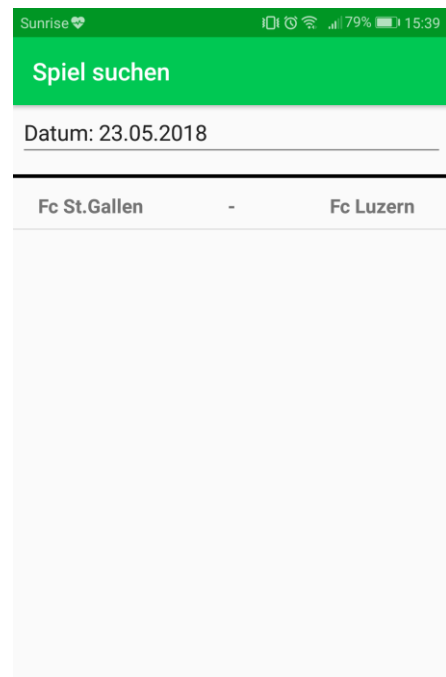 Sunrise 79% 15:39
Spiel suchen
Datum: 23.05.2018
Fc St.Gallen - Fc Luzern